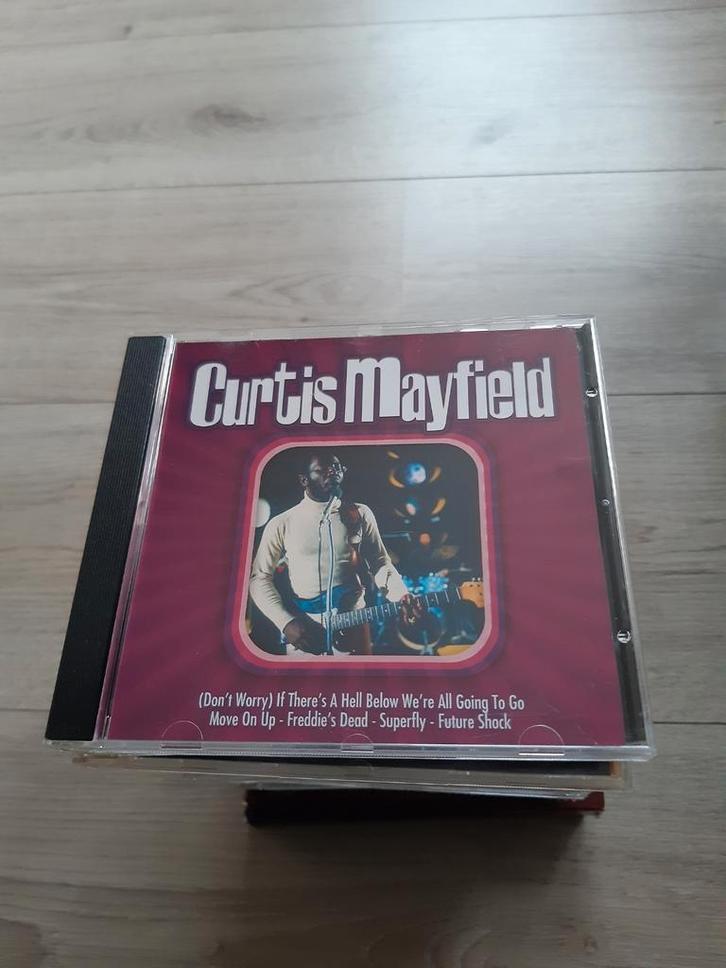 Curtis Mayfield
(Don't Worry) If There's A Hell Below We're All Going To Go
Move On Up - Freddie's Dead - Superfly - Future Shock